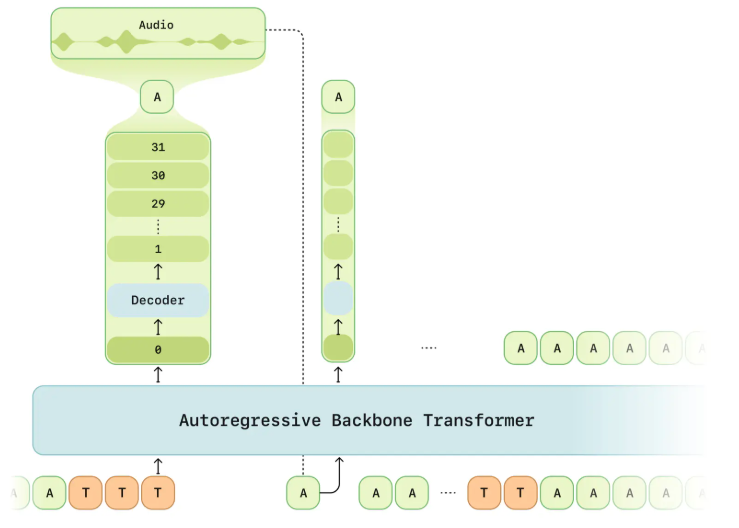 Audio
A
A
31
30
29
1
Decoder
0
.... A A A A A A
Autoregressive Backbone Transformer
A A T T T A A A .... T T A A A A A